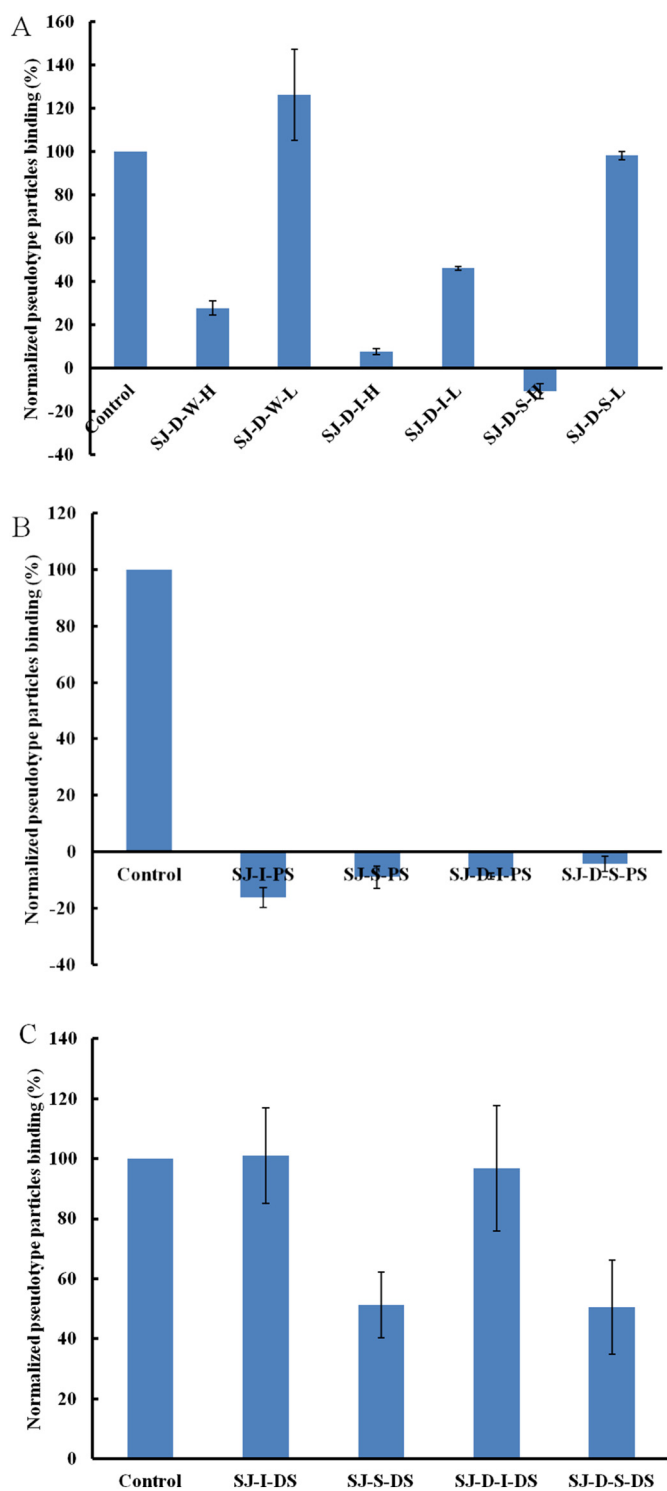 A
Normalized pseudotype particles binding (%)
160
140
120
100
80
60
40
20
0
-20
-40
Control
SJ-D-W-H
SJ-D-W-L
SJ-D-I-H
SJ-D-I-L
SJ-D-S-H
SJ-D-S-L
B
Normalized pseudotype particles binding (%)
120
100
80
60
40
20
0
-20
-40
Control SJ-I-PS SJ-S-PS SJ-D-I-PS SJ-D-S-PS
C
Normalized pseudotype particles binding (%)
140
120
100
80
60
40
20
0
Control SJ-I-DS SJ-S-DS SJ-D-I-DS SJ-D-S-DS